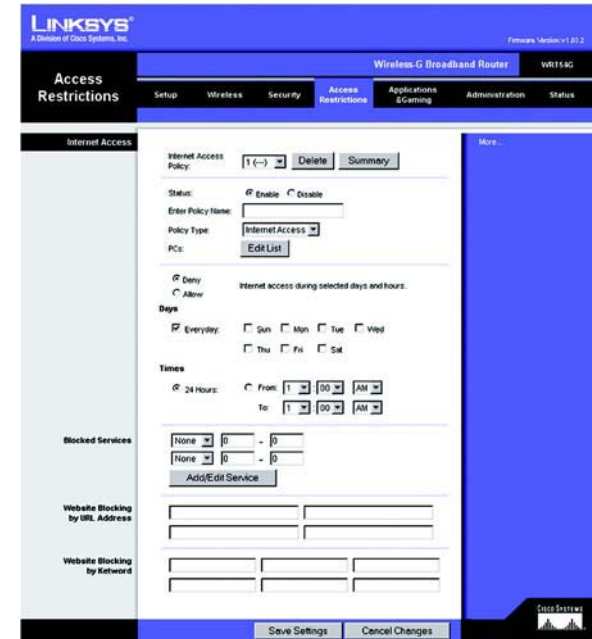 LINKSYS®
A Division of Cisco Systems, Inc.
Firmware Version: v1.03.2
Wireless-G Broadband Router WRT54G
Access Restrictions
Setup Wireless Security Access Restrictions Applications & Gaming Administration Status
Internet Access
More...
Internet Access Policy: 1 (---) Delete Summary
Status: Enable Disable
Enter Policy Name:
Policy Type: Internet Access
PCs: Edit List
Deny
Allow
Internet access during selected days and hours.
Days
Everyday: Sun Mon Tue Wed
Thu Fri Sat
Times
24 Hours: From: 1 : 00 AM
To: 1 : 00 AM
Blocked Services
None 0 - 0
None 0 - 0
Add/Edit Service
Website Blocking by URL Address
Website Blocking by Ketword
Save Settings Cancel Changes
CISCO SYSTEMS